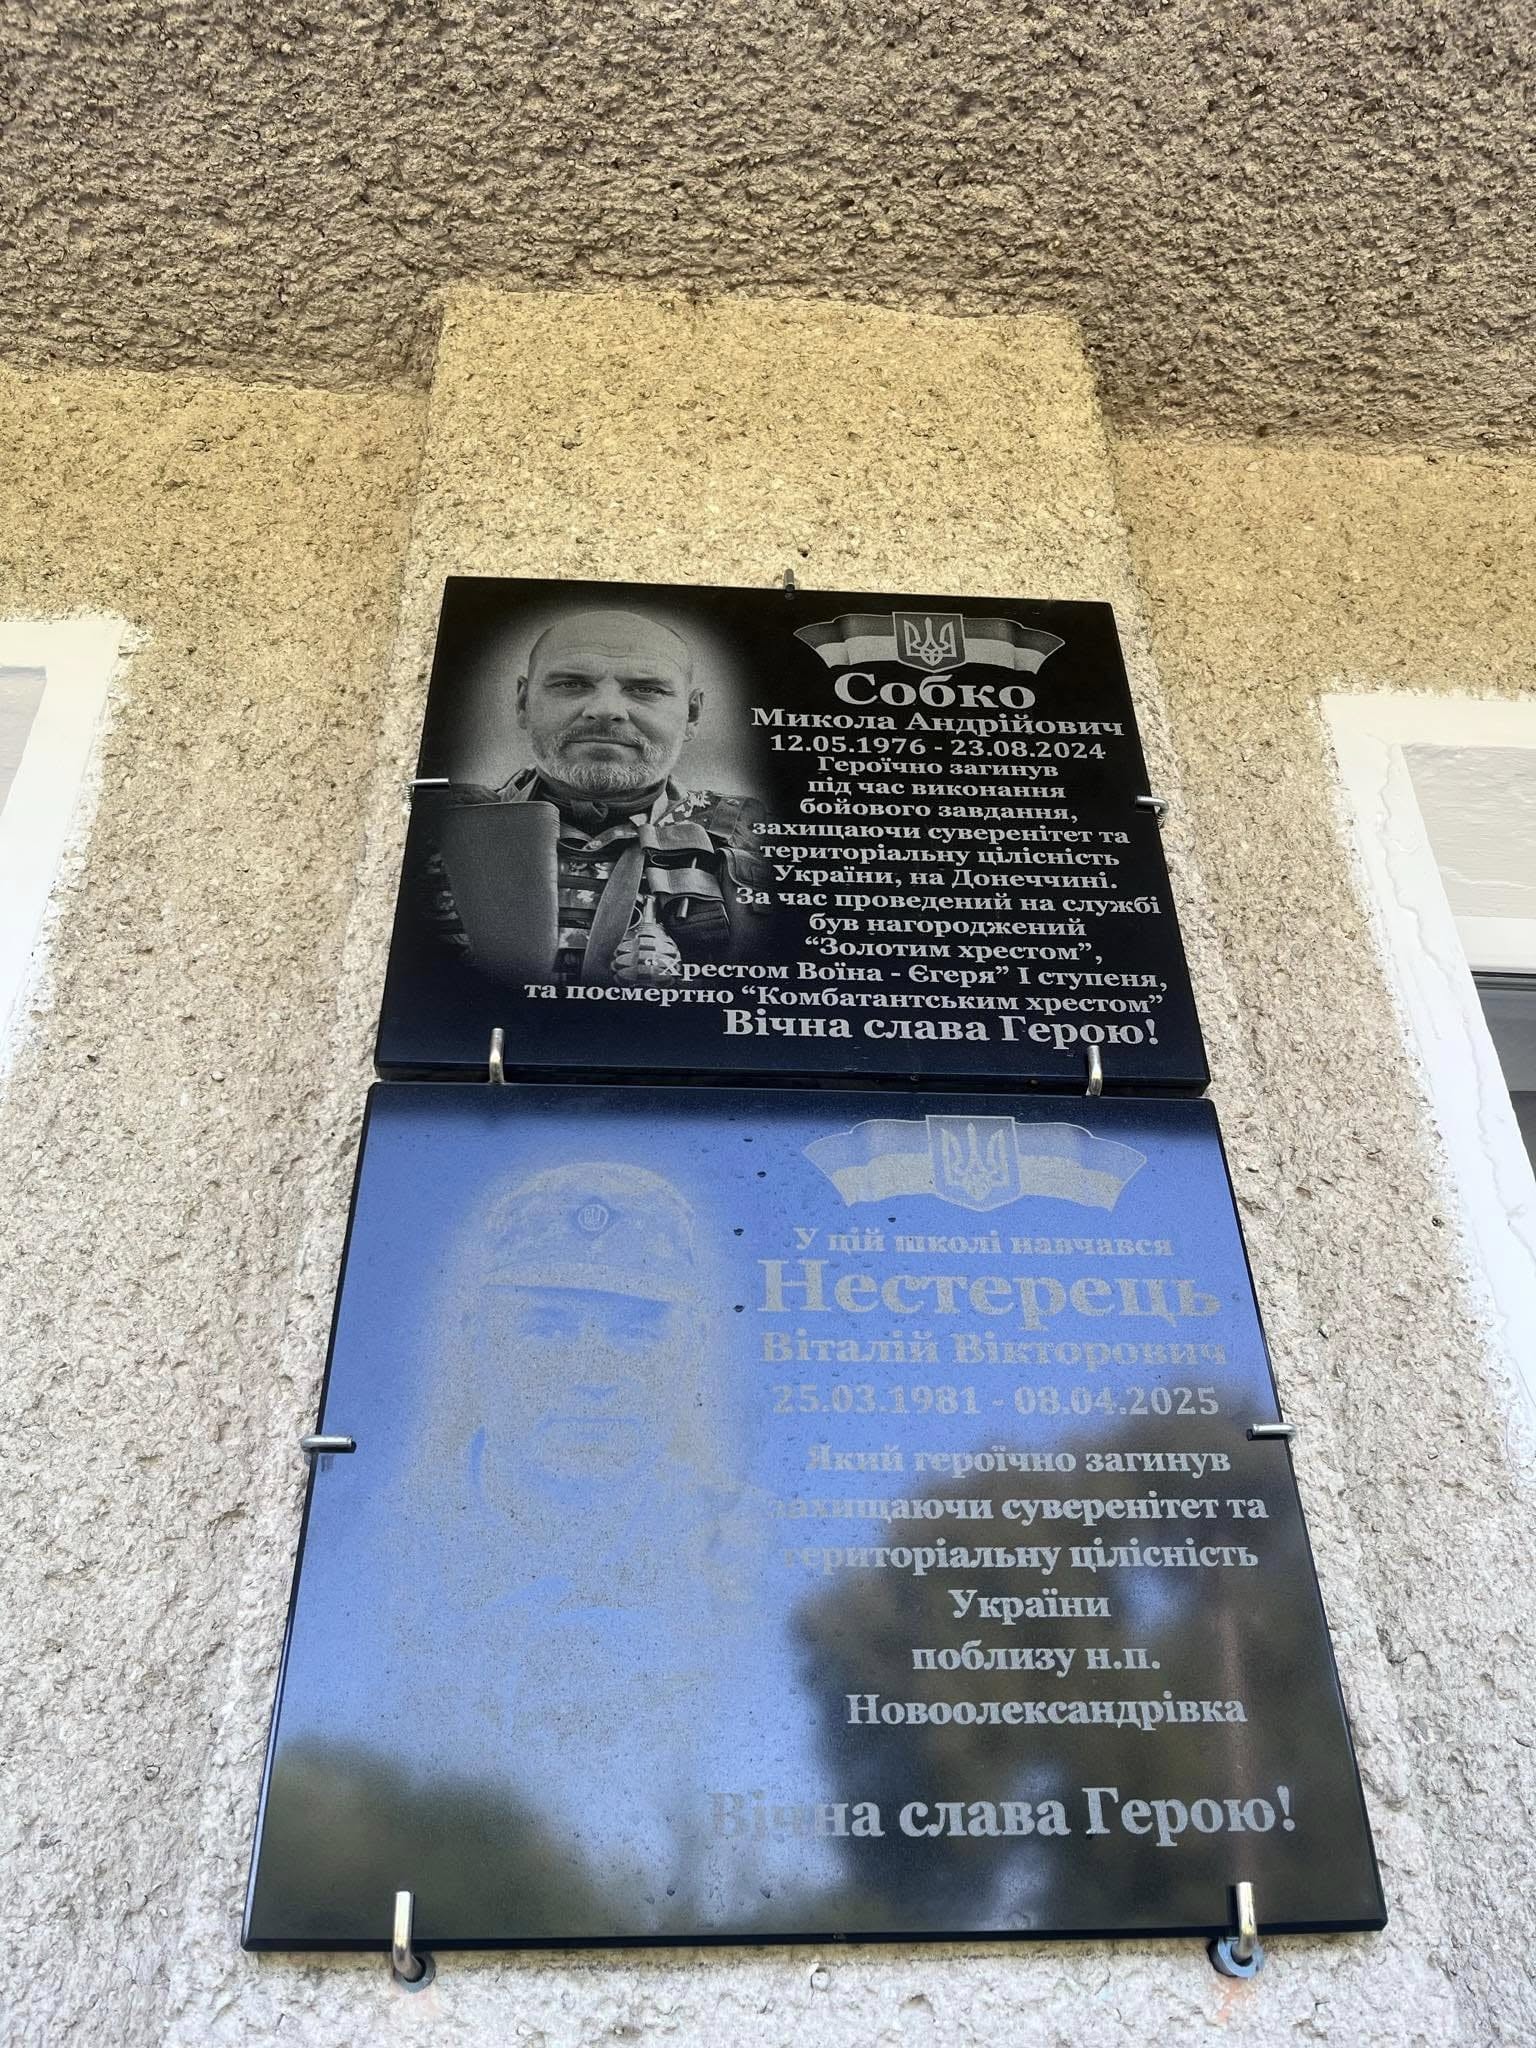 Собко
Микола Андрійович
12.05.1976 - 23.08.2024
Героїчно загинув
під час виконання
бойового завдання,
захищаючи суверенітет та
територіальну цілісність
України, на Донеччині.
За час проведений на службі
був нагороджений
“Золотим хрестом”,
“Хрестом Воїна - Єгеря” І ступеня,
та посмертно “Комбатантським хрестом”
Вічна слава Герою!
У цій школі навчався
Нестерець
Віталій Вікторович
25.03.1981 - 08.04.2025
Який героїчно загинув
захищаючи суверенітет та
територіальну цілісність
України
поблизу н.п.
Новоолександрівка
Вічна слава Герою!